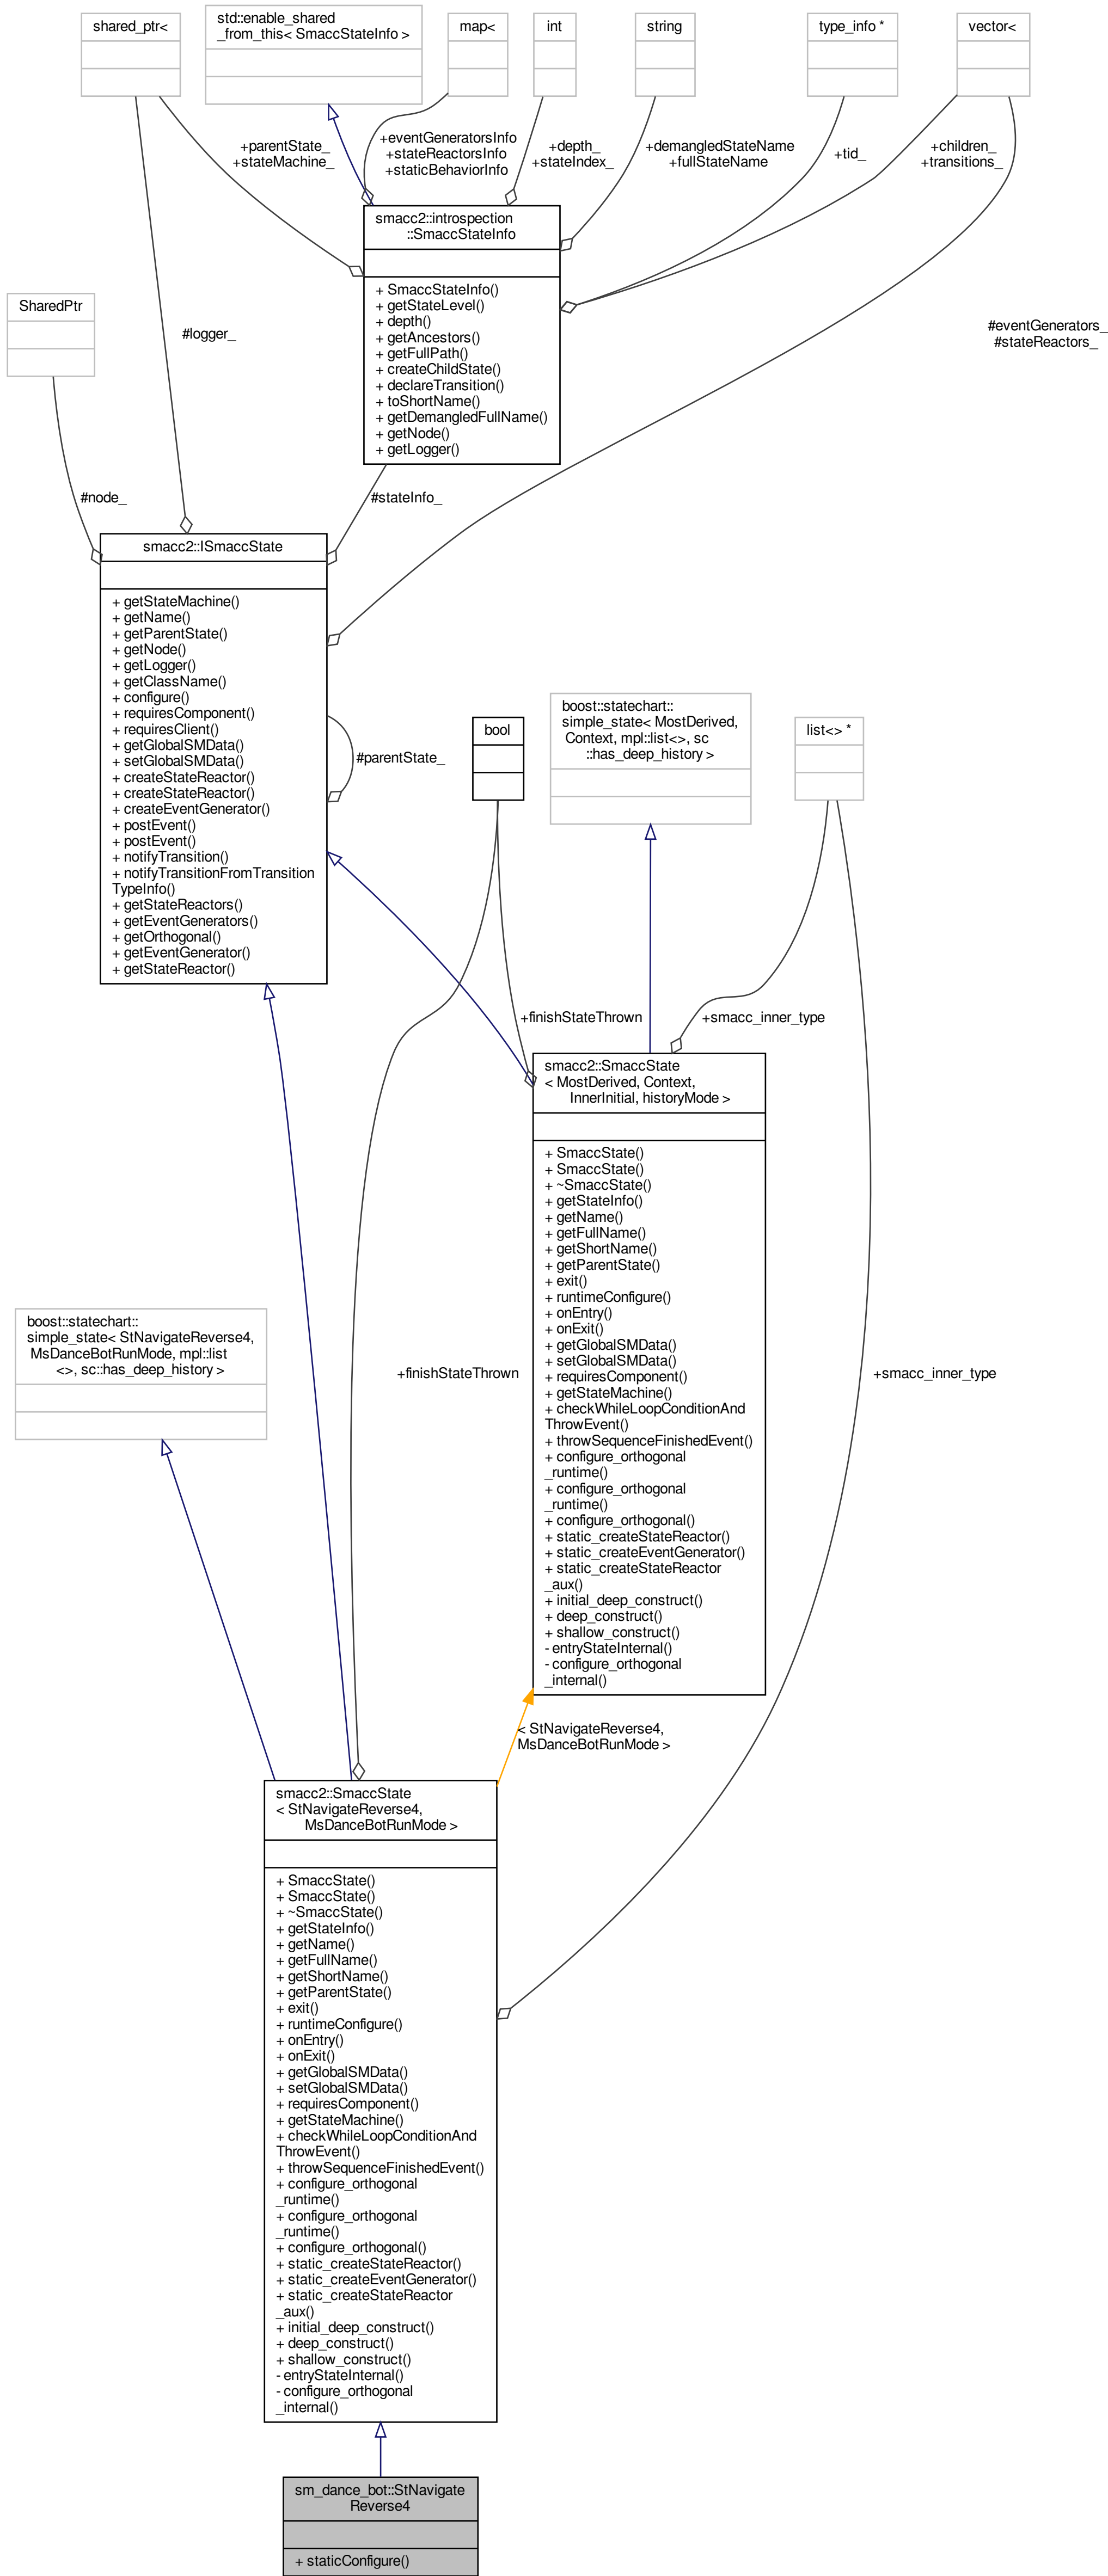 shared_ptr<
std::enable_shared
_from_this< SmaccStateInfo >
map<
int
string
type_info *
vector<
+parentState_
+stateMachine_
+eventGeneratorsInfo
+stateReactorsInfo
+staticBehaviorInfo
+depth_
+stateIndex_
+demangledStateName
+fullStateName
+tid_
+children_
+transitions_
smacc2::introspection
::SmaccStateInfo
+ SmaccStateInfo()
+ getStateLevel()
+ depth()
+ getAncestors()
+ getFullPath()
+ createChildState()
+ declareTransition()
+ toShortName()
+ getDemangledFullName()
+ getNode()
+ getLogger()
SharedPtr
#logger_
#eventGenerators_
#stateReactors_
#node_
#stateInfo_
smacc2::ISmaccState
+ getStateMachine()
+ getName()
+ getParentState()
+ getNode()
+ getLogger()
+ getClassName()
+ configure()
+ requiresComponent()
+ requiresClient()
+ getGlobalSMData()
+ setGlobalSMData()
+ createStateReactor()
+ createStateReactor()
+ createEventGenerator()
+ postEvent()
+ postEvent()
+ notifyTransition()
+ notifyTransitionFromTransition
TypeInfo()
+ getStateReactors()
+ getEventGenerators()
+ getOrthogonal()
+ getEventGenerator()
+ getStateReactor()
#parentState_
bool
boost::statechart::
simple_state< MostDerived,
Context, mpl::list<>, sc
::has_deep_history >
list<> *
+finishStateThrown
+smacc_inner_type
smacc2::SmaccState
< MostDerived, Context,
InnerInitial, historyMode >
+ SmaccState()
+ SmaccState()
+ ~SmaccState()
+ getStateInfo()
+ getName()
+ getFullName()
+ getShortName()
+ getParentState()
+ exit()
+ runtimeConfigure()
+ onEntry()
+ onExit()
+ getGlobalSMData()
+ setGlobalSMData()
+ requiresComponent()
+ getStateMachine()
+ checkWhileLoopConditionAnd
ThrowEvent()
+ throwSequenceFinishedEvent()
+ configure_orthogonal
_runtime()
+ configure_orthogonal
_runtime()
+ configure_orthogonal()
+ static_createStateReactor()
+ static_createEventGenerator()
+ static_createStateReactor
_aux()
+ initial_deep_construct()
+ deep_construct()
+ shallow_construct()
- entryStateInternal()
- configure_orthogonal
_internal()
boost::statechart::
simple_state< StNavigateReverse4,
MsDanceBotRunMode, mpl::list
<>, sc::has_deep_history >
+finishStateThrown
+smacc_inner_type
< StNavigateReverse4,
MsDanceBotRunMode >
smacc2::SmaccState
< StNavigateReverse4,
MsDanceBotRunMode >
+ SmaccState()
+ SmaccState()
+ ~SmaccState()
+ getStateInfo()
+ getName()
+ getFullName()
+ getShortName()
+ getParentState()
+ exit()
+ runtimeConfigure()
+ onEntry()
+ onExit()
+ getGlobalSMData()
+ setGlobalSMData()
+ requiresComponent()
+ getStateMachine()
+ checkWhileLoopConditionAnd
ThrowEvent()
+ throwSequenceFinishedEvent()
+ configure_orthogonal
_runtime()
+ configure_orthogonal
_runtime()
+ configure_orthogonal()
+ static_createStateReactor()
+ static_createEventGenerator()
+ static_createStateReactor
_aux()
+ initial_deep_construct()
+ deep_construct()
+ shallow_construct()
- entryStateInternal()
- configure_orthogonal
_internal()
sm_dance_bot::StNavigate
Reverse4
+ staticConfigure()